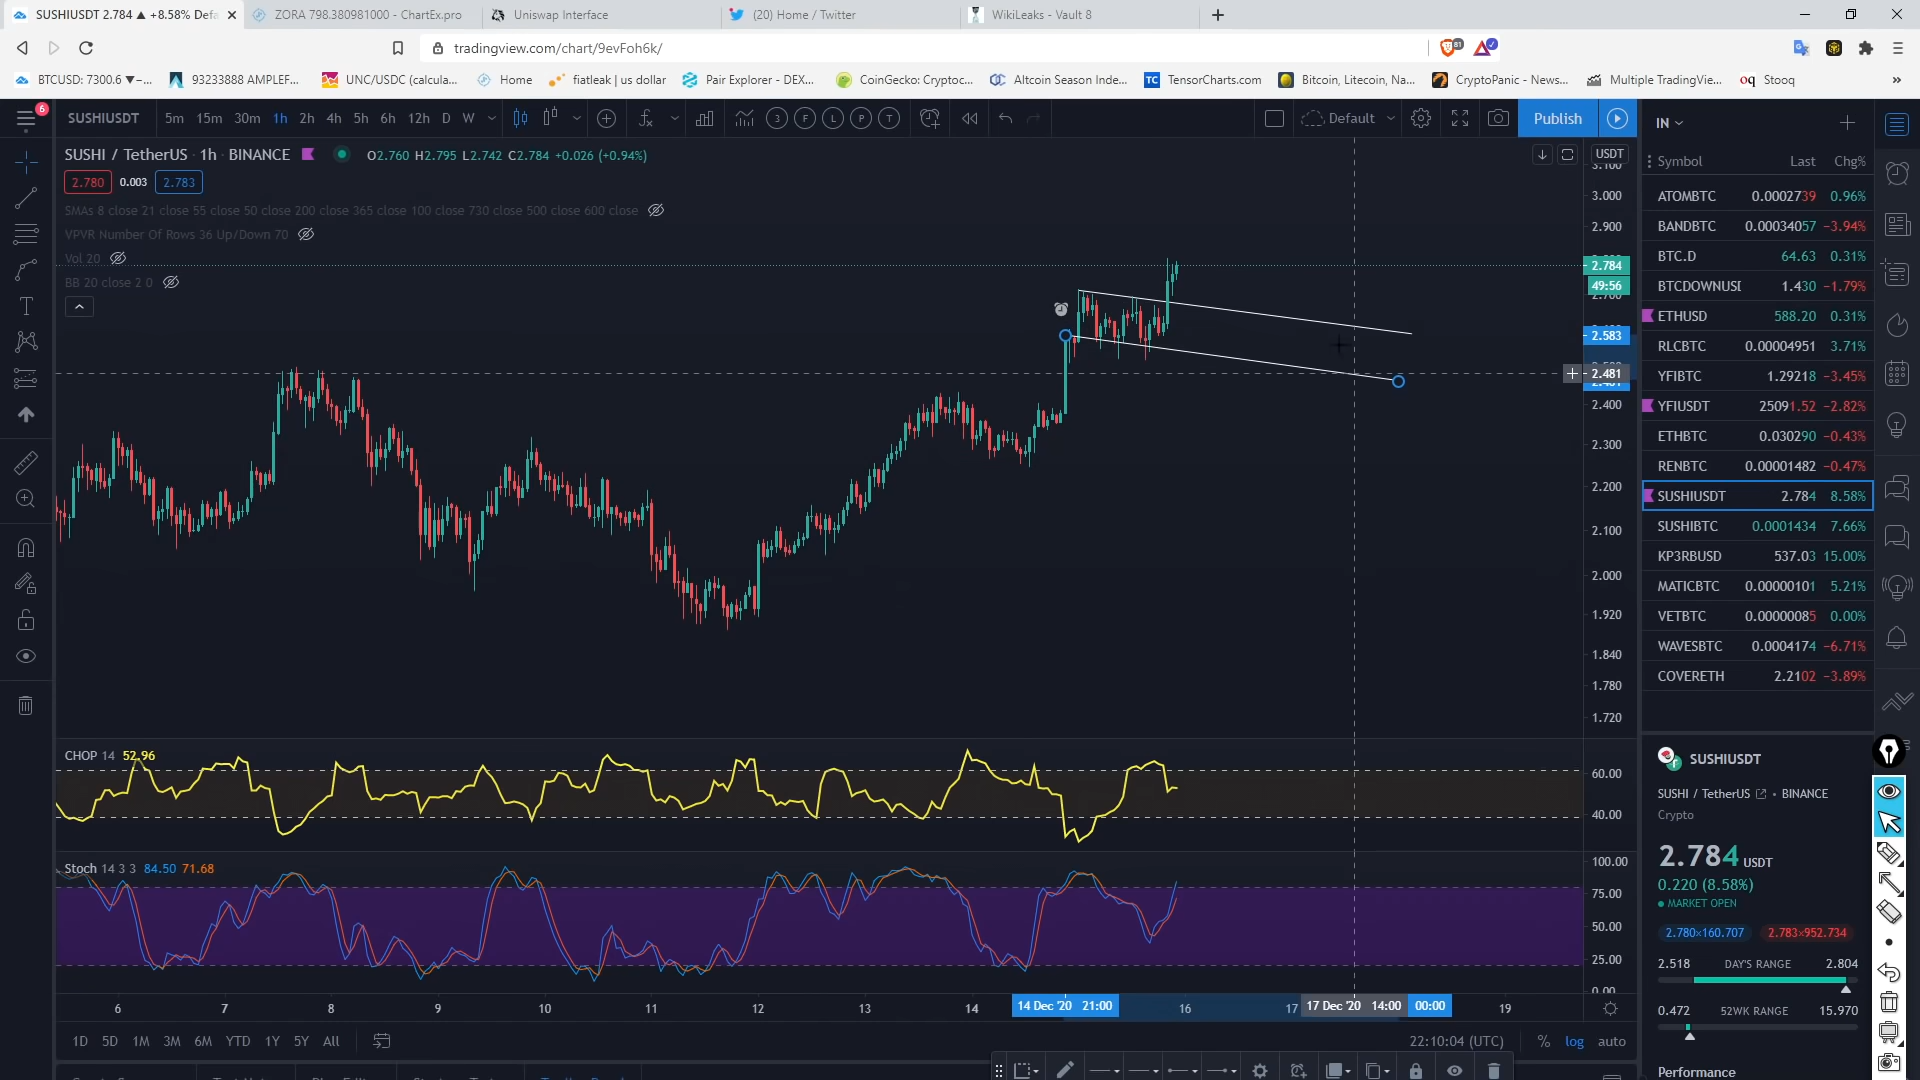 SUSHIUSDT 2.784 ▲ +8.58% Defa
ZORA 798.380981000 - ChartEx.pro
Uniswap Interface
(20) Home / Twitter
WikiLeaks - Vault 8
tradingview.com/chart/9evFoh6k/
81
BTCUSD: 7300.6 ▼−...
93233888 AMPLEF...
UNC/USDC (calcula...
Home
fiatleak | us dollar
Pair Explorer - DEX...
CoinGecko: Cryptoc...
Altcoin Season Inde...
TC TensorCharts.com
Bitcoin, Litecoin, Na...
CryptoPanic - News...
Multiple TradingVie...
oq Stooq
»
6
SUSHIUSDT 5m 15m 30m 1h 2h 4h 5h 6h 12h D W
3 F L P T
Default
Publish
IN
SUSHI / TetherUS · 1h · BINANCE
O2.760 H2.795 L2.742 C2.784 +0.026 (+0.94%)
USDT
2.780 0.003 2.783
SMAs 8 close 21 close 55 close 50 close 200 close 365 close 100 close 730 close 500 close 600 close
VPVR Number Of Rows 36 Up/Down 70
Vol 20
BB 20 close 2 0
3.100
3.000
2.900
2.784
49:56
2.700
2.583
2.481
2.400
2.300
2.200
2.100
2.000
1.920
1.840
1.780
1.720
Symbol Last Chg%
ATOMBTC 0.0002739 0.96%
BANDBTC 0.00034057 −3.94%
BTC.D 64.63 0.31%
BTCDOWNUSI 1.430 −1.79%
ETHUSD 588.20 0.31%
RLCBTC 0.00004951 3.71%
YFIBTC 1.29218 −3.45%
YFIUSDT 25091.52 −2.82%
ETHBTC 0.030290 −0.43%
RENBTC 0.00001482 −0.47%
SUSHIUSDT 2.784 8.58%
SUSHIBTC 0.0001434 7.66%
KP3RBUSD 537.03 15.00%
MATICBTC 0.00000101 5.21%
VETBTC 0.00000085 0.00%
WAVESBTC 0.0004174 −6.71%
COVERETH 2.2102 −3.89%
CHOP 14 52.96
60.00
40.00
Stoch 14 3 3 84.50 71.68
100.00
75.00
50.00
25.00
0.00
6 7 8 9 10 11 12 13 14 14 Dec '20 21:00 16 17 17 Dec '20 14:00 00:00 19
1D 5D 1M 3M 6M YTD 1Y 5Y All
22:10:04 (UTC) % log auto
SUSHIUSDT
SUSHI / TetherUS • BINANCE
Crypto
2.784 USDT
0.220 (8.58%)
MARKET OPEN
2.780×160.707 2.783×952.734
2.518 DAY'S RANGE 2.804
0.472 52WK RANGE 15.970
Performance